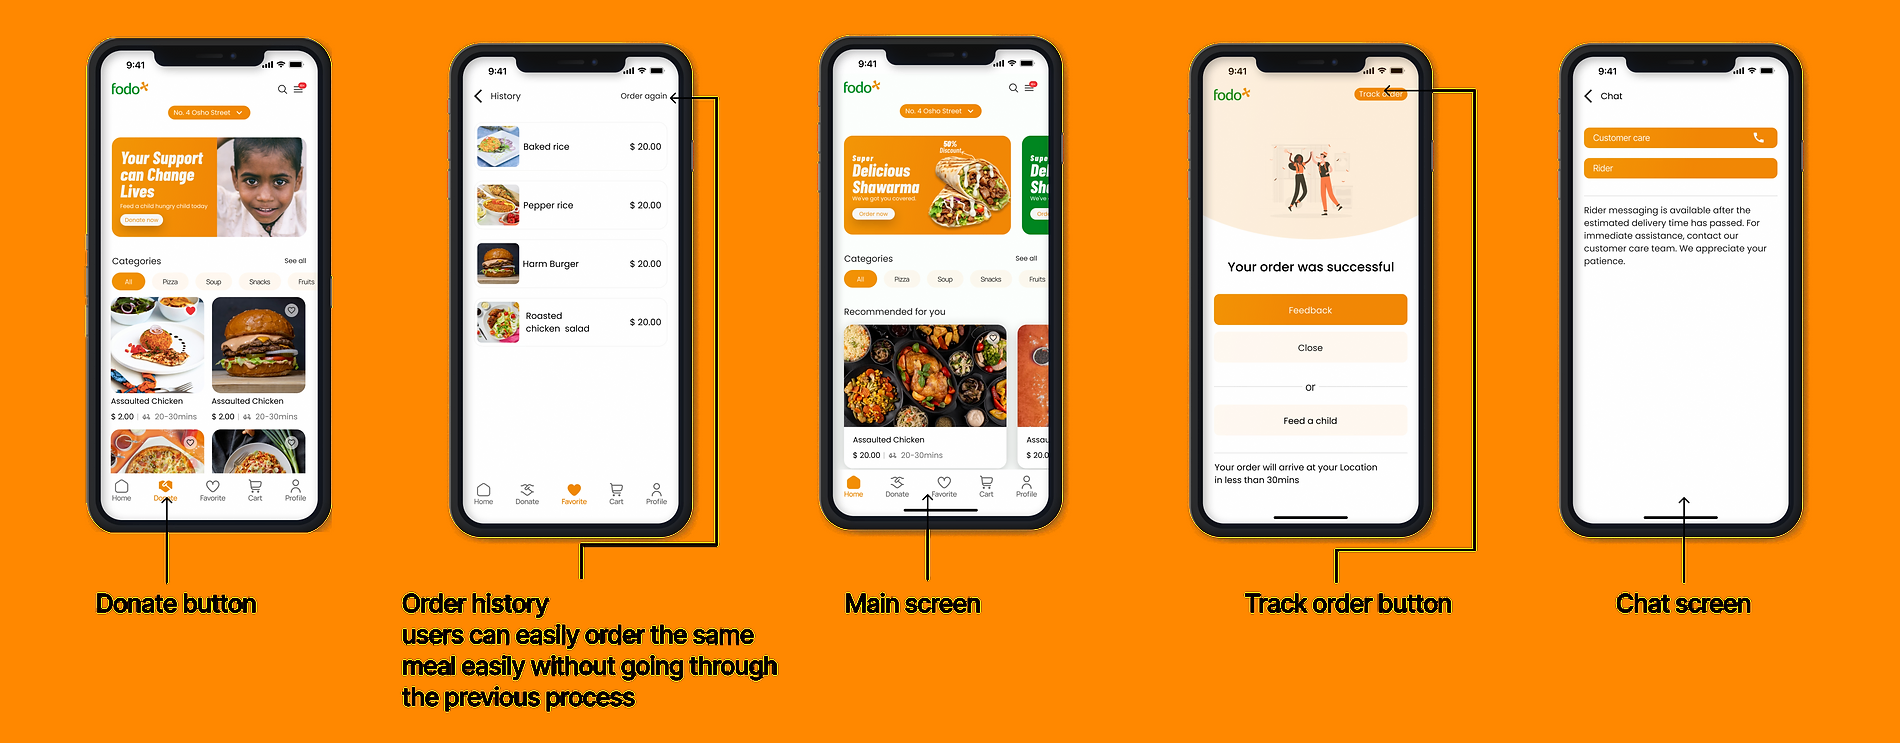 9:41
fodo
No. 4 Osho Street
Your Support
can Change
Lives
Feed a child hungry child today
Donate now
Categories
See all
All
Pizza
Soup
Snacks
Fruits
Assaulted Chicken
$ 2.00
20-30mins
Assaulted Chicken
$ 2.00
20-30mins
Home
Donate
Favorite
Cart
Profile
Donate button
9:41
History
Order again
Baked rice
$ 20.00
Pepper rice
$ 20.00
Harm Burger
$ 20.00
Roasted
chicken salad
$ 20.00
Home
Donate
Favorite
Cart
Profile
Order history
users can easily order the same
meal easily without going through
the previous process
9:41
fodo
No. 4 Osho Street
Super
Delicious
Shawarma
We've got you covered.
Order now
50%
Discount
Supe
Del
Sha
We've
Ord
Categories
See all
All
Pizza
Soup
Snacks
Fruits
Recommended for you
Assaulted Chicken
$ 20.00
20-30mins
Assau
$ 20.0
Home
Donate
Favorite
Cart
Profile
Main screen
9:41
fodo
Track order
Your order was successful
Feedback
Close
or
Feed a child
Your order will arrive at your Location
in less than 30mins
Track order button
9:41
Chat
Customer care
Rider
Rider messaging is available after the
estimated delivery time has passed. For
immediate assistance, contact our
customer care team. We appreciate your
patience.
Chat screen